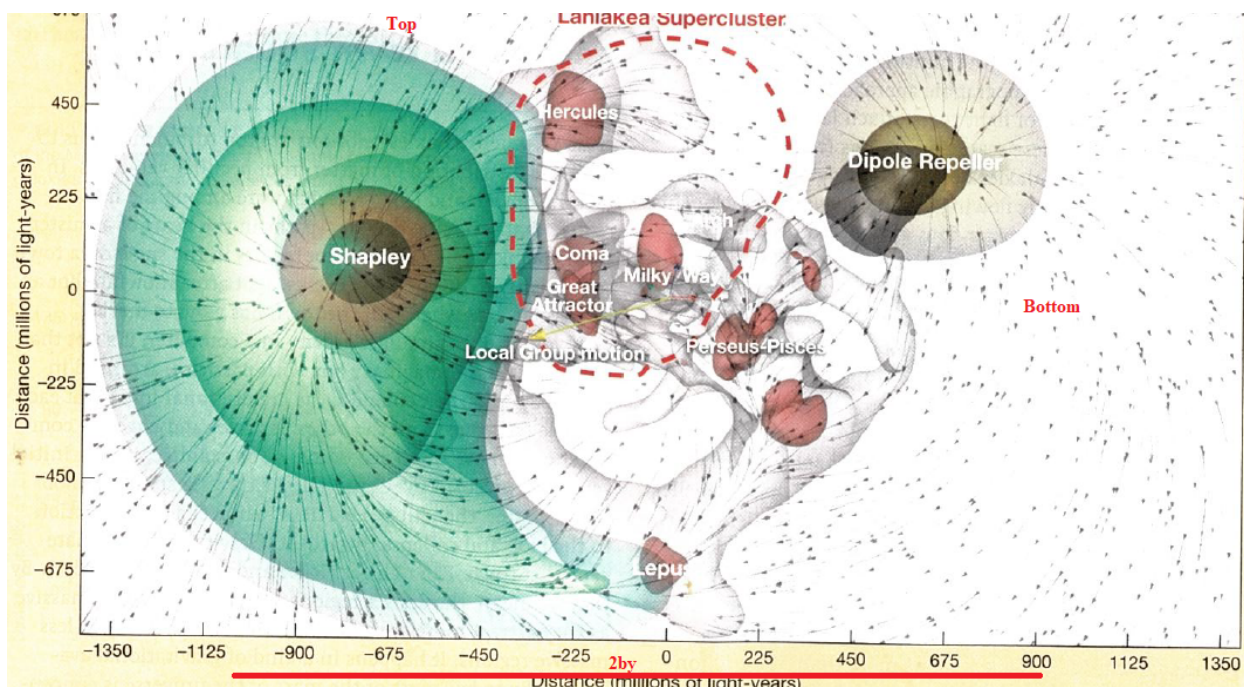 Top
Laniakea Supercluster
Hercules
Dipole Repeller
Shapley
Coma
Milky Way
Great
Attractor
Local Group motion
Perseus-Pisces
Lepus
Bottom
Distance (millions of light-years)
675
450
225
0
−225
−450
−675
−1350 −1125 −900 −675 −450 −225 0 225 450 675 900 1125 1350
2by
Distance (millions of light-years)